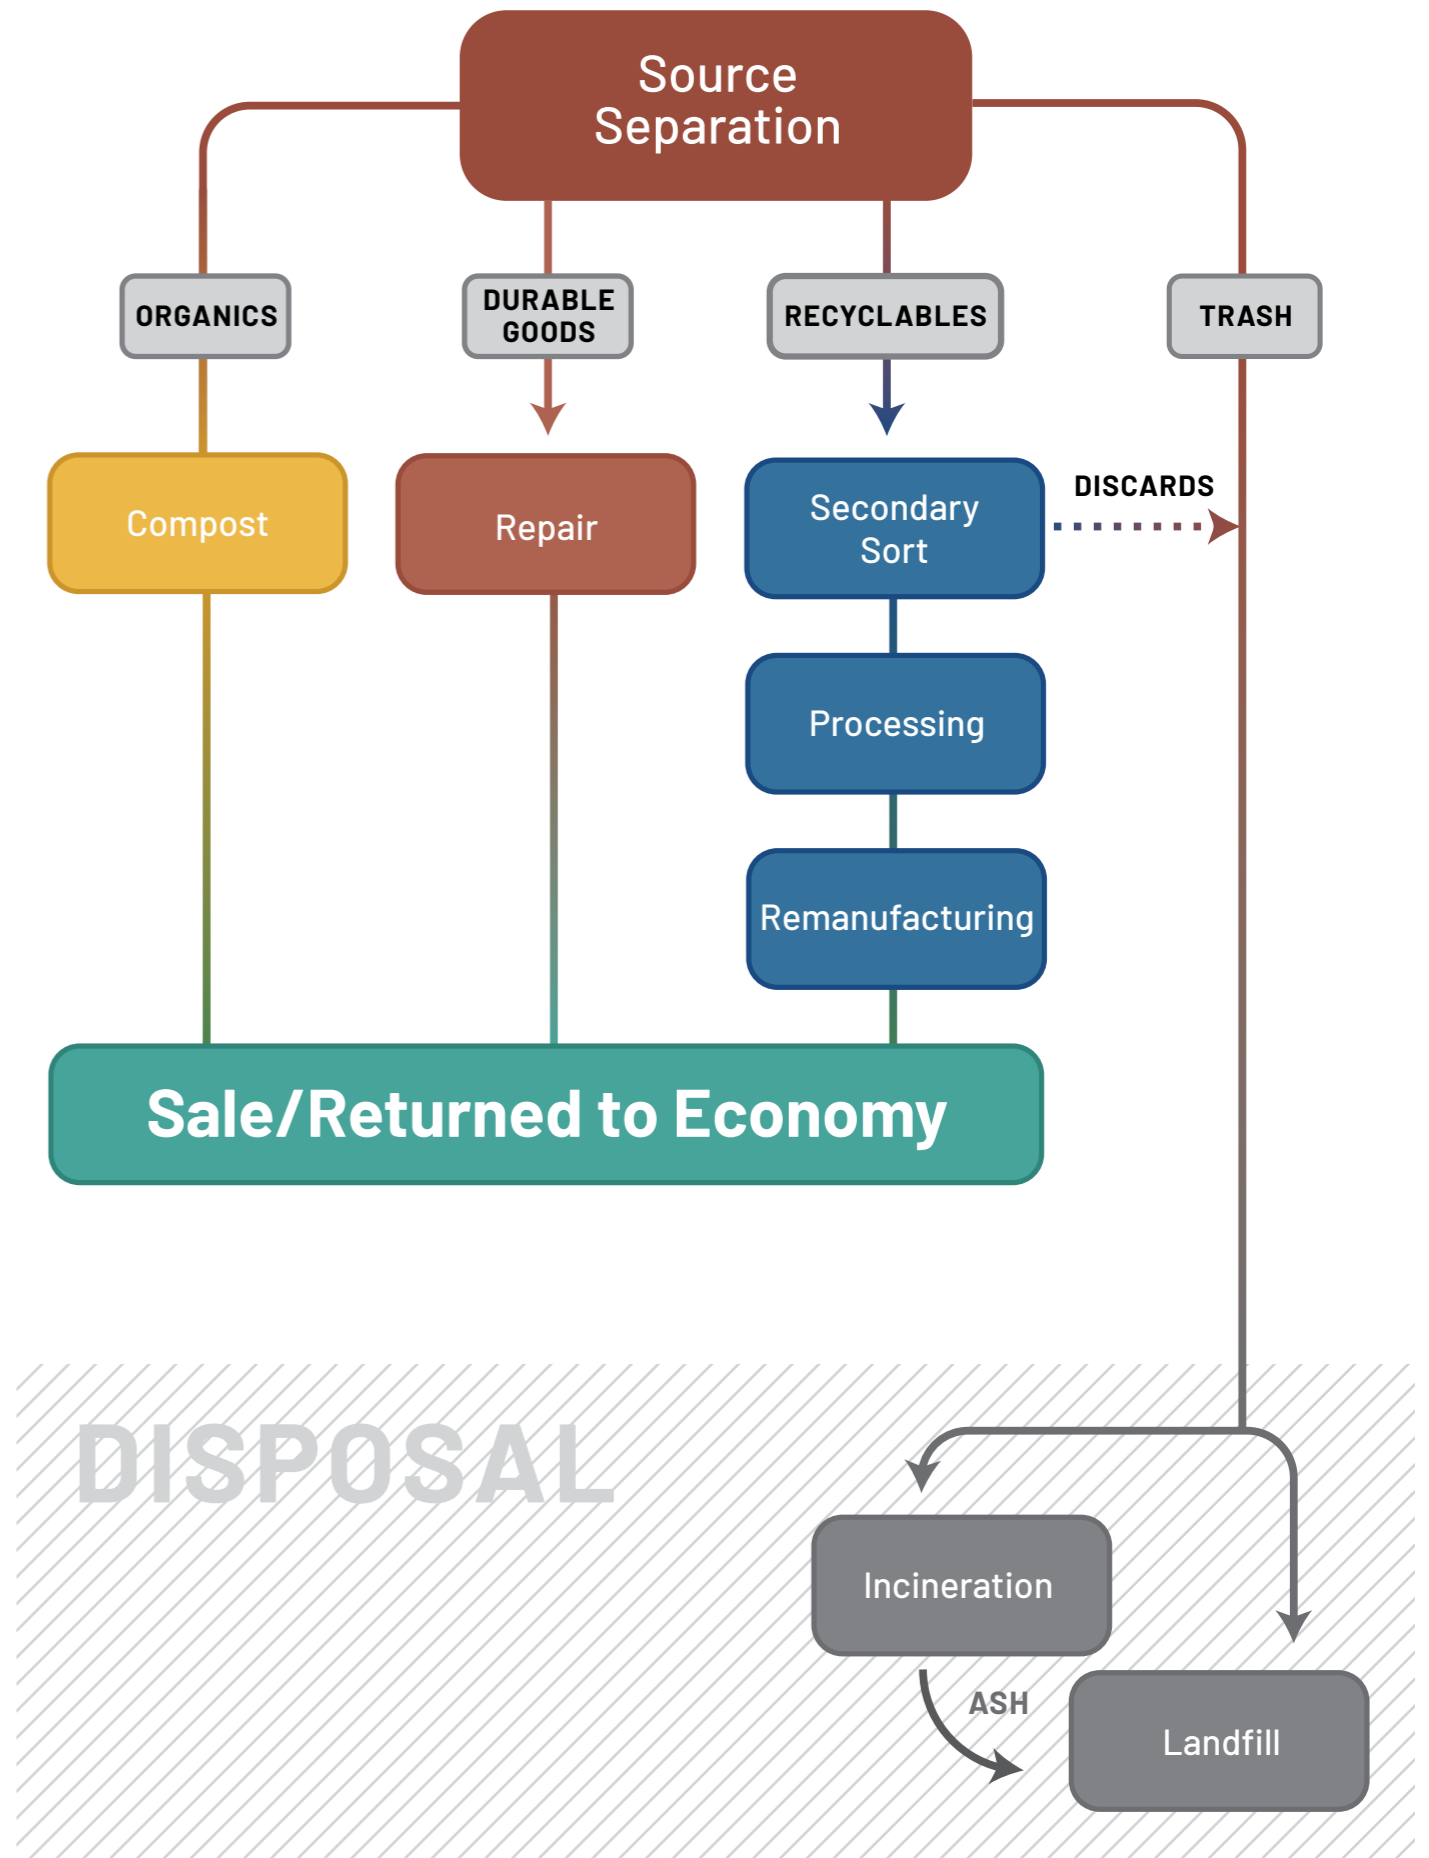 Source
Separation
ORGANICS
DURABLE
GOODS
RECYCLABLES
TRASH
Compost
Repair
Secondary
Sort
DISCARDS
Processing
Remanufacturing
Sale/Returned to Economy
DISPOSAL
Incineration
ASH
Landfill